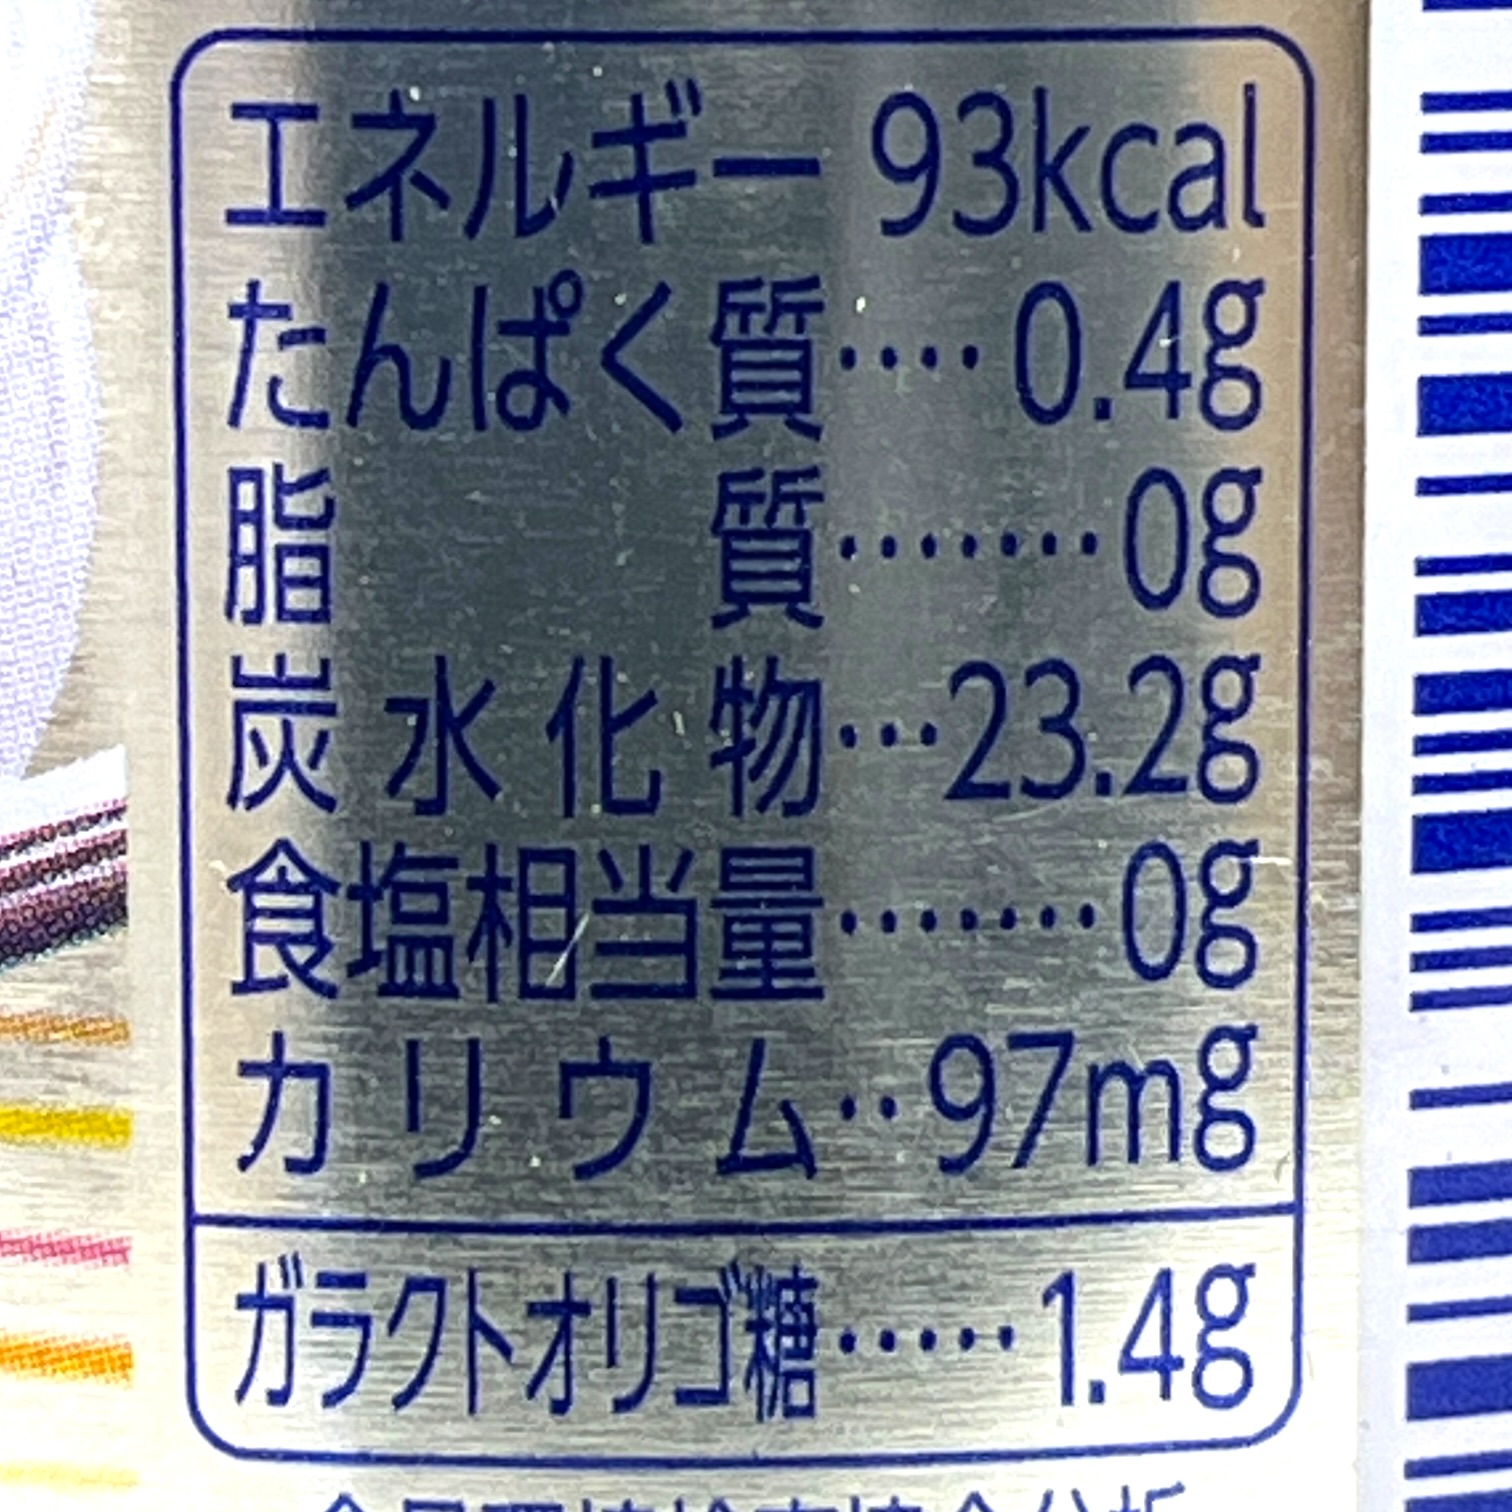 エネルギー 93kcal
たんぱく質‥‥0.4g
脂質‥‥‥‥0g
炭水化物…23.2g
食塩相当量‥‥‥‥0g
カリウム‥97mg
ガラクトオリゴ糖‥‥‥1.4g